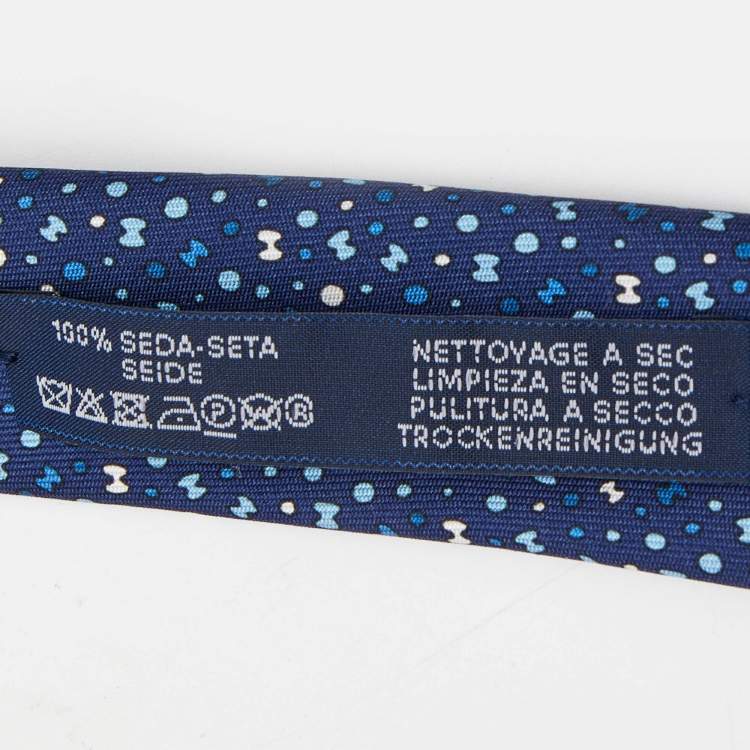 100% SEDA-SETA
SEIDE
P W R
NETTOYAGE A SEC
LIMPIEZA EN SECO
PULITURA A SECCO
TROCKENREINIGUNG